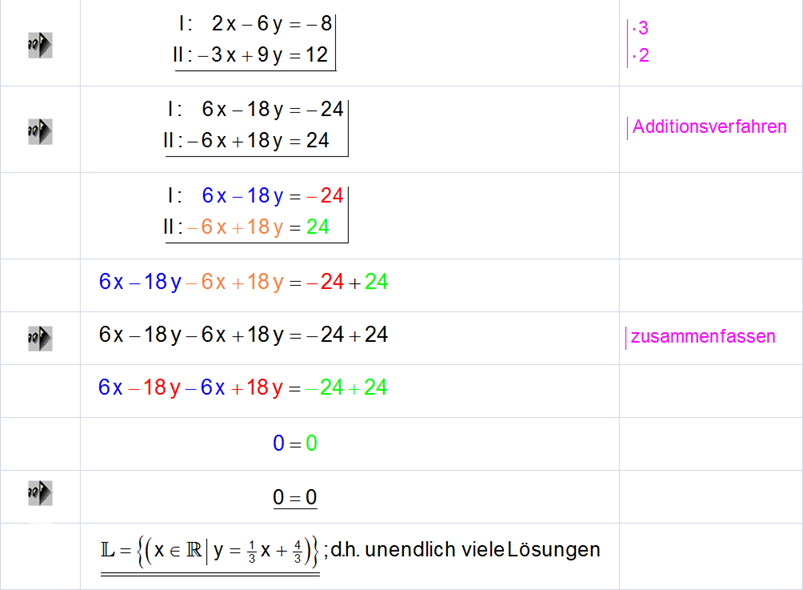 I: 2x − 6y = −8 |·3
II: −3x + 9y = 12 |·2
I: 6x − 18y = −24
II: −6x + 18y = 24 |Additionsverfahren
I: 6x − 18y = −24
II: −6x + 18y = 24
6x − 18y − 6x + 18y = −24 + 24
6x − 18y − 6x + 18y = −24 + 24 |zusammenfassen
6x − 18y − 6x + 18y = −24 + 24
0 = 0
0 = 0
𝕃 = {(x ∈ ℝ | y = 1/3 x + 4/3)} ; d.h. unendlich viele Lösungen